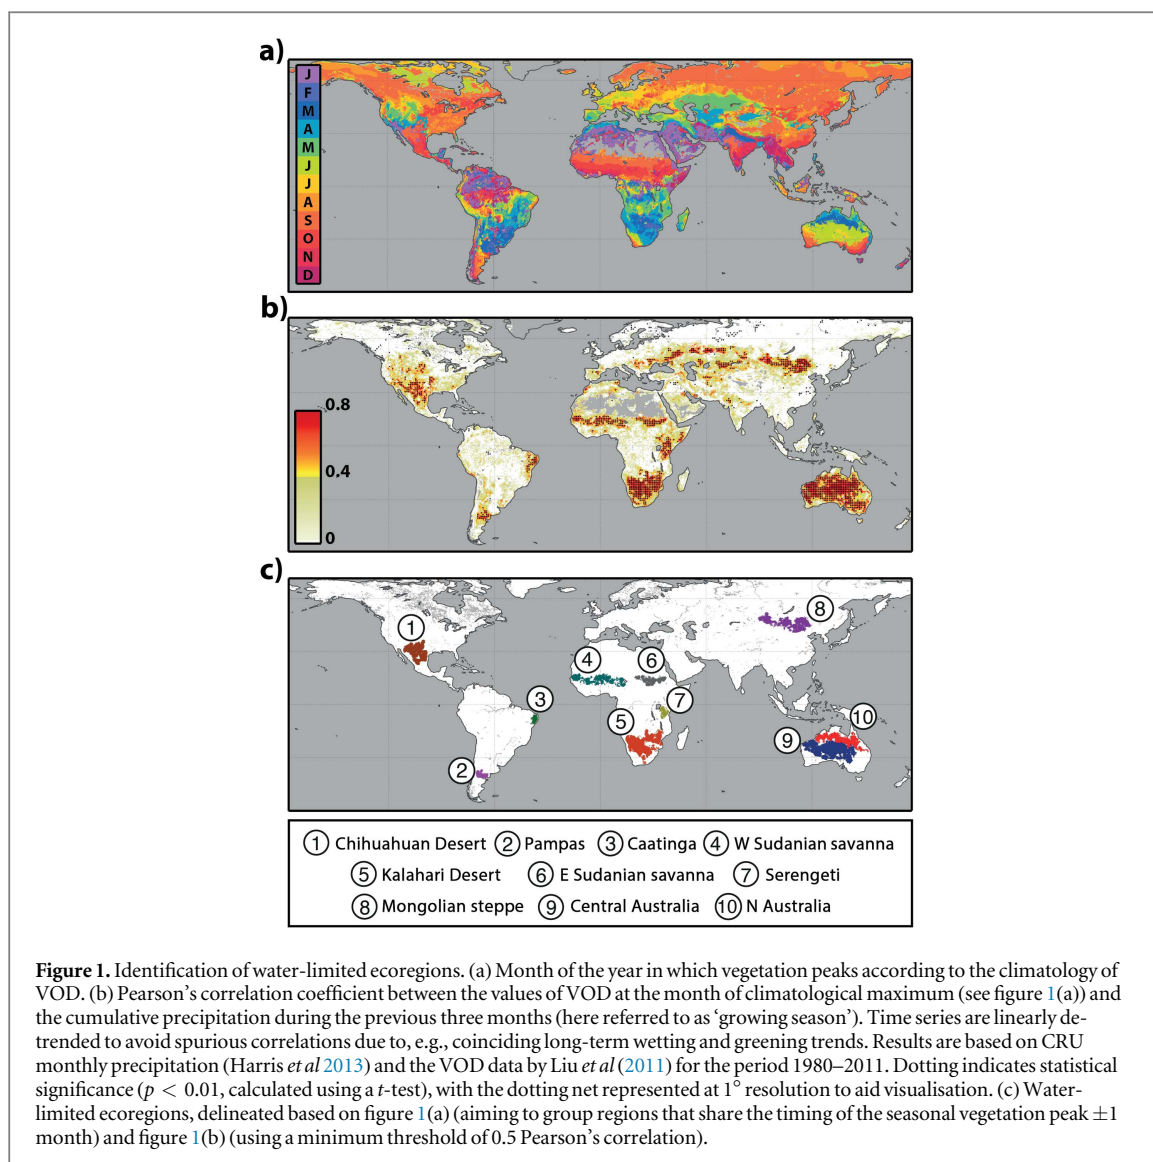 a)
J
F
M
A
M
J
J
A
S
O
N
D
b)
0.8
0.4
0
c)
1
8
4
6
3
7
5
10
9
2
1 Chihuahuan Desert 2 Pampas 3 Caatinga 4 W Sudanian savanna
5 Kalahari Desert 6 E Sudanian savanna 7 Serengeti
8 Mongolian steppe 9 Central Australia 10 N Australia
Figure 1. Identification of water-limited ecoregions. (a) Month of the year in which vegetation peaks according to the climatology of
VOD. (b) Pearson's correlation coefficient between the values of VOD at the month of climatological maximum (see figure 1(a)) and
the cumulative precipitation during the previous three months (here referred to as 'growing season'). Time series are linearly de-
trended to avoid spurious correlations due to, e.g., coinciding long-term wetting and greening trends. Results are based on CRU
monthly precipitation (Harris et al 2013) and the VOD data by Liu et al (2011) for the period 1980–2011. Dotting indicates statistical
significance (p < 0.01, calculated using a t-test), with the dotting net represented at 1° resolution to aid visualisation. (c) Water-
limited ecoregions, delineated based on figure 1(a) (aiming to group regions that share the timing of the seasonal vegetation peak ±1
month) and figure 1(b) (using a minimum threshold of 0.5 Pearson's correlation).